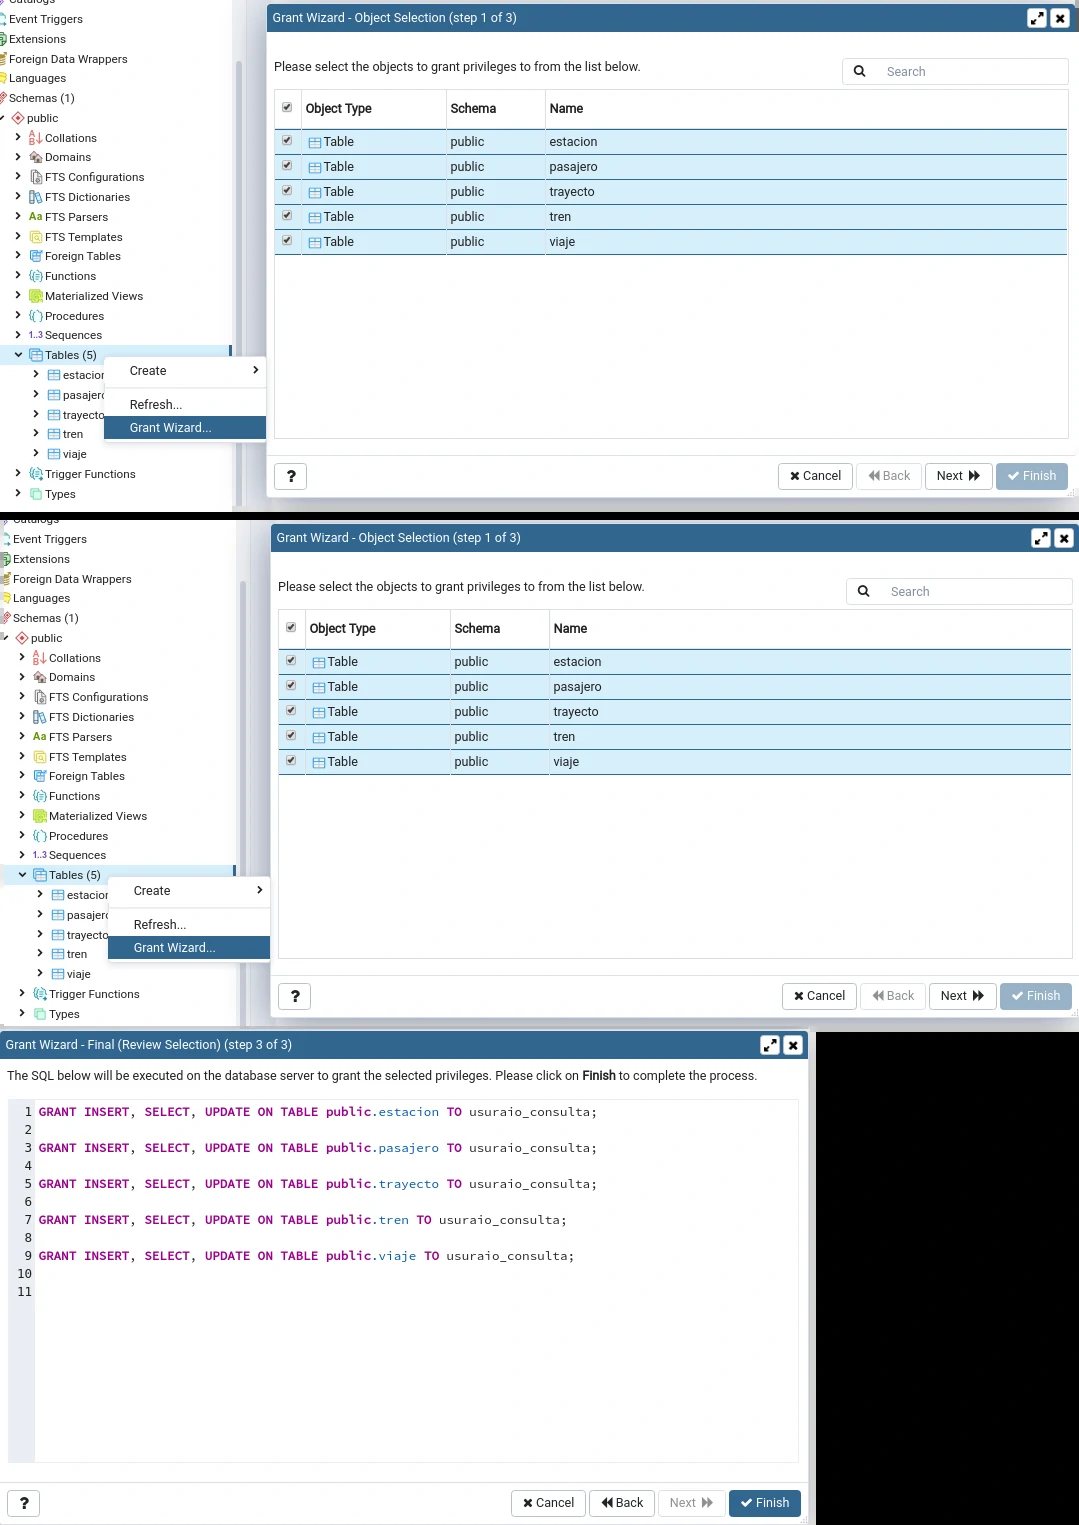 Catalogs
Event Triggers
Extensions
Foreign Data Wrappers
Languages
Schemas (1)
public
Collations
Domains
FTS Configurations
FTS Dictionaries
Aa FTS Parsers
FTS Templates
Foreign Tables
Functions
Materialized Views
Procedures
1..3 Sequences
Tables (5)
estacion
pasajero
trayecto
tren
viaje
Trigger Functions
Types
Create
Refresh...
Grant Wizard...
Grant Wizard - Object Selection (step 1 of 3)
Please select the objects to grant privileges to from the list below.
Search
Object Type Schema Name
Table public estacion
Table public pasajero
Table public trayecto
Table public tren
Table public viaje
? Cancel Back Next Finish
Catalogs
Event Triggers
Extensions
Foreign Data Wrappers
Languages
Schemas (1)
public
Collations
Domains
FTS Configurations
FTS Dictionaries
Aa FTS Parsers
FTS Templates
Foreign Tables
Functions
Materialized Views
Procedures
1..3 Sequences
Tables (5)
estacion
pasajero
trayecto
tren
viaje
Trigger Functions
Types
Create
Refresh...
Grant Wizard...
Grant Wizard - Object Selection (step 1 of 3)
Please select the objects to grant privileges to from the list below.
Search
Object Type Schema Name
Table public estacion
Table public pasajero
Table public trayecto
Table public tren
Table public viaje
? Cancel Back Next Finish
Grant Wizard - Final (Review Selection) (step 3 of 3)
The SQL below will be executed on the database server to grant the selected privileges. Please click on Finish to complete the process.
1 GRANT INSERT, SELECT, UPDATE ON TABLE public.estacion TO usuraio_consulta;
2
3 GRANT INSERT, SELECT, UPDATE ON TABLE public.pasajero TO usuraio_consulta;
4
5 GRANT INSERT, SELECT, UPDATE ON TABLE public.trayecto TO usuraio_consulta;
6
7 GRANT INSERT, SELECT, UPDATE ON TABLE public.tren TO usuraio_consulta;
8
9 GRANT INSERT, SELECT, UPDATE ON TABLE public.viaje TO usuraio_consulta;
10
11
? Cancel Back Next Finish